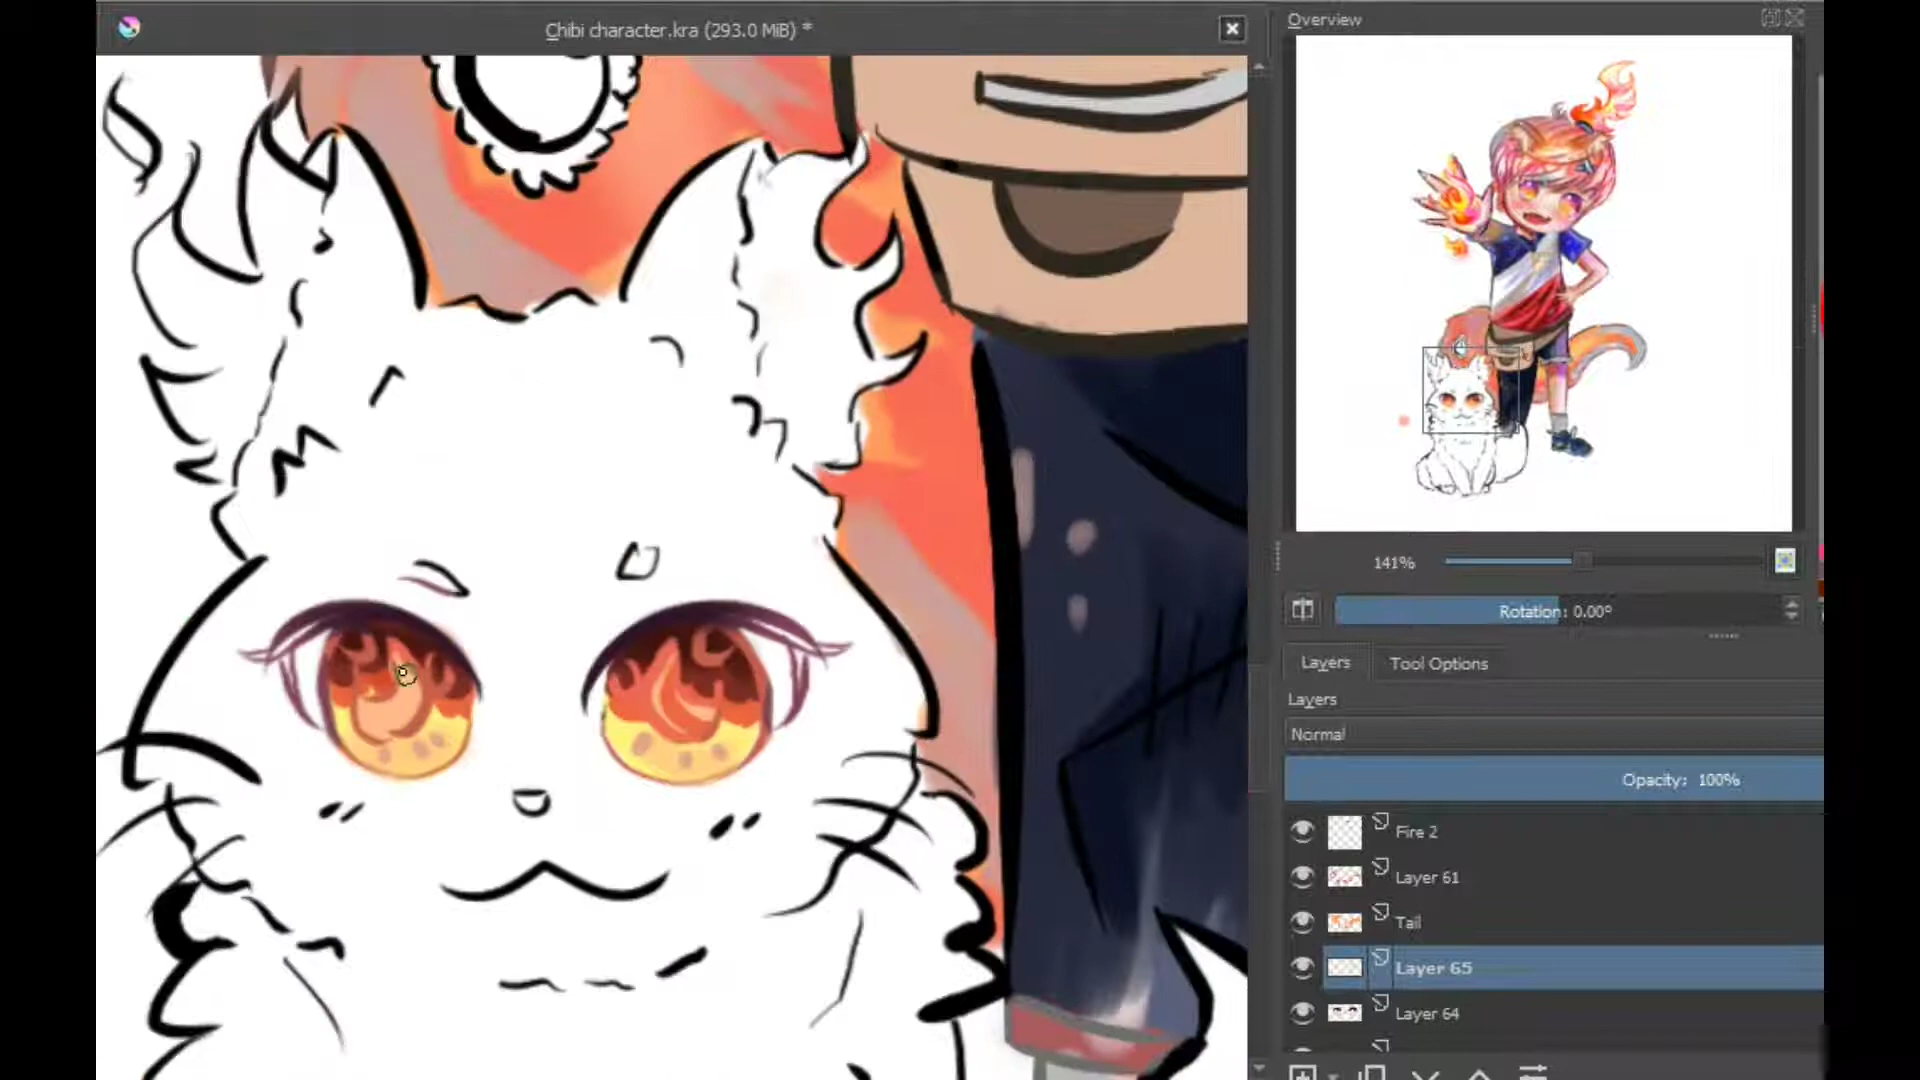 Chibi character.kra (293.0 MiB) *
Overview
141%
Rotation: 0.00°
Layers
Tool Options
Layers
Normal
Opacity: 100%
Fire 2
Layer 61
Tail
Layer 65
Layer 64